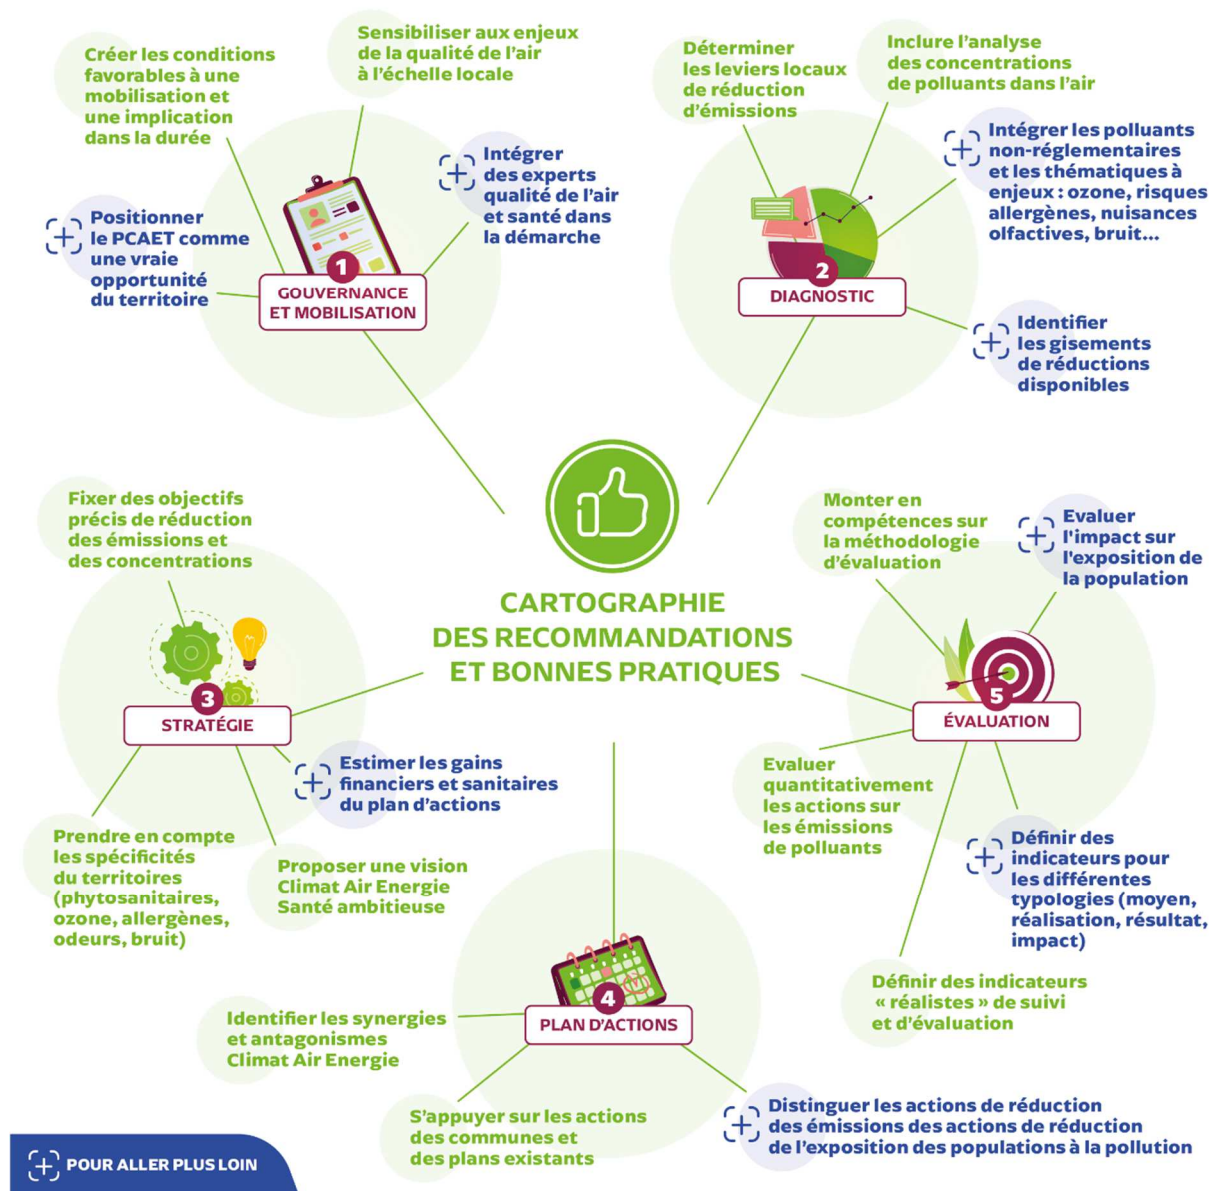 Créer les conditions
favorables à une
mobilisation et
une implication
dans la durée
Sensibiliser aux enjeux
de la qualité de l'air
à l'échelle locale
Positionner
le PCAET comme
une vraie
opportunité
du territoire
Intégrer
des experts
qualité de l'air
et santé dans
la démarche
1
GOUVERNANCE
ET MOBILISATION
Déterminer
les leviers locaux
de réduction
d'émissions
Inclure l'analyse
des concentrations
de polluants dans l'air
Intégrer les polluants
non-réglementaires
et les thématiques à
enjeux : ozone, risques
allergènes, nuisances
olfactives, bruit...
2
DIAGNOSTIC
Identifier
les gisements
de réductions
disponibles
CARTOGRAPHIE
DES RECOMMANDATIONS
ET BONNES PRATIQUES
Fixer des objectifs
précis de réduction
des émissions et
des concentrations
3
STRATÉGIE
Estimer les gains
financiers et sanitaires
du plan d'actions
Prendre en compte
les spécificités
du territoires
(phytosanitaires,
ozone, allergènes,
odeurs, bruit)
Proposer une vision
Climat Air Energie
Santé ambitieuse
Monter en
compétences sur
la méthodologie
d'évaluation
Evaluer
l'impact sur
l'exposition de
la population
5
ÉVALUATION
Evaluer
quantitativement
les actions sur
les émissions
de polluants
Définir des
indicateurs pour
les différentes
typologies (moyen,
réalisation, résultat,
impact)
Définir des indicateurs
« réalistes » de suivi
et d'évaluation
4
PLAN D'ACTIONS
Identifier les synergies
et antagonismes
Climat Air Energie
S'appuyer sur les actions
des communes et
des plans existants
Distinguer les actions de réduction
des émissions des actions de réduction
de l'exposition des populations à la pollution
POUR ALLER PLUS LOIN